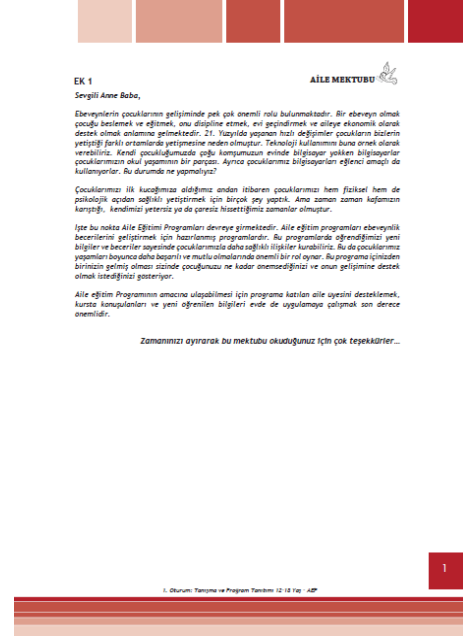 EK 1
AİLE MEKTUBU
Sevgili Anne Baba,
Ebeveynlerin çocuklarının gelişiminde pek çok önemli rolu bulunmaktadır. Bir ebeveyn olmak
çocuğu beslemek ve eğitmek, onu disipline etmek, evi geçindirmek ve aileye ekonomik olarak
destek olmak anlamına gelmektedir. 21. Yuzyılda yaşanan hızlı değişimler çocukların bizlerin
yetiştiği farklı ortamlarda yetişmesine neden olmuştur. Teknoloji kullanımını buna ornek olarak
verebiliriz. Kendi çocukluğumuzda çoğu komşumuzun evinde bilgisayar yokken bilgisayarlar
çocuklarımızın okul yaşamının bir parçası. Ayrıca çocuklarımız bilgisayarları eğlenci amaçlı da
kullanıyorlar. Bu durumda ne yapmalıyız?
Çocuklarımızı ilk kucağımıza aldığımız andan itibaren çocuklarımızı hem fiziksel hem de
psikolojik açıdan sağlıklı yetiştirmek için birçok şey yaptık. Ama zaman zaman kafamızın
karıştığı, kendimizi yetersiz ya da çaresiz hissettiğimiz zamanlar olmuştur.
İşte bu nokta Aile Eğitimi Programları devreye girmektedir. Aile eğitim programları ebeveynlik
becerilerini geliştirmek için hazırlanmış programlardır. Bu programlarda öğrendiğimizi yeni
bilgi ve beceriler sayesinde çocuklarımızla daha sağlıklı ilişkiler kurabiliriz. Bu da çocuklarımız
yaşamları boyunca daha başarılı ve mutlu olmalarında onemli bir rol oynar. Bu programa içinizden
birinizin gelmiş olması sizinde çocuğunuzu ne kadar onemsediğinizi ve onun gelişimine destek
olmak istediğinizi gösteriyor.
Aile eğitim Programının amacına ulaşabilmesi için programa katılan aile uyesini desteklemek,
kursta konuşulanları ve yeni öğrenilen bilgileri evde de uygulamaya çalışmak son derece
onemlidir.
Zamanınızı ayırarak bu mektubu okuduğunuz için çok teşekkürler...
1
1. Oturum: Tanışma ve Program Tanıtımı 12-18 Yaş - AEP